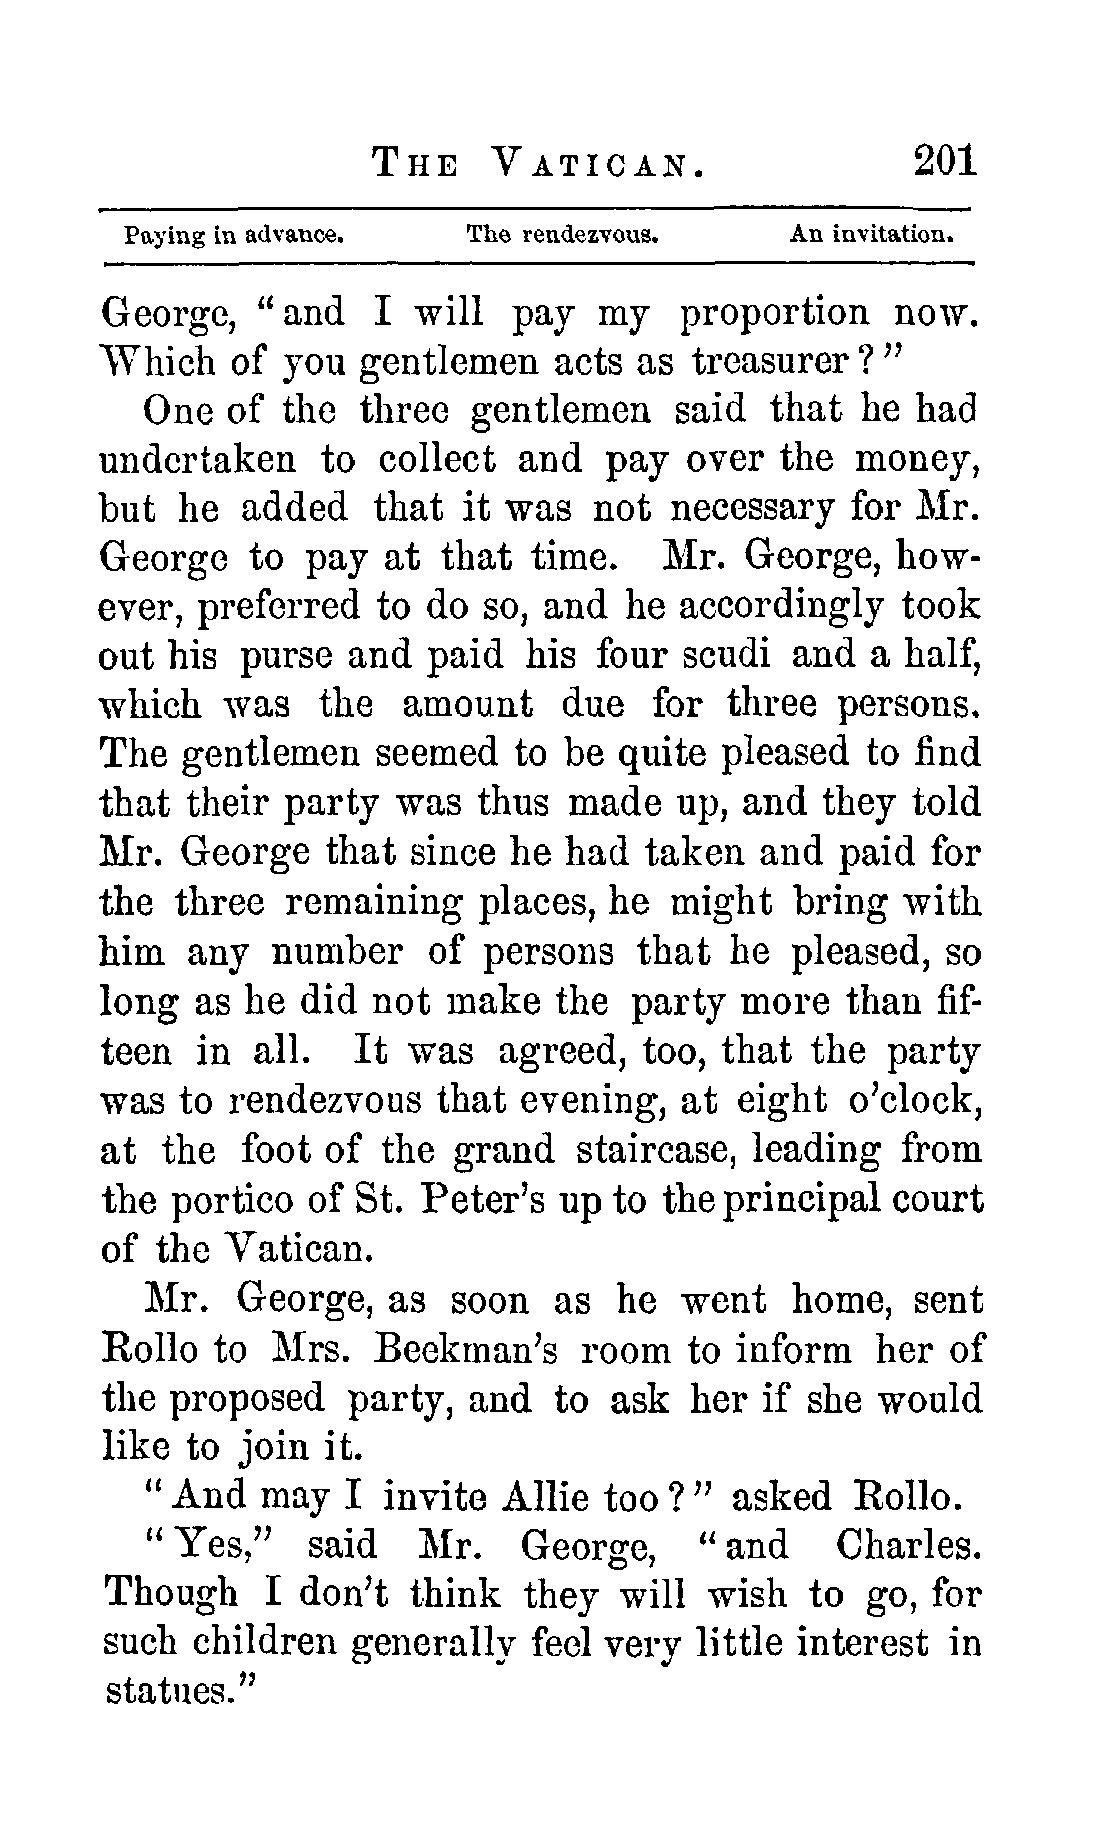 THE VATICAN. 201
Paying in advance. The rendezvous. An invitation.
George, “and I will pay my proportion now.
Which of you gentlemen acts as treasurer?”
One of the three gentlemen said that he had
undertaken to collect and pay over the money,
but he added that it was not necessary for Mr.
George to pay at that time. Mr. George, how-
ever, preferred to do so, and he accordingly took
out his purse and paid his four scudi and a half,
which was the amount due for three persons.
The gentlemen seemed to be quite pleased to find
that their party was thus made up, and they told
Mr. George that since he had taken and paid for
the three remaining places, he might bring with
him any number of persons that he pleased, so
long as he did not make the party more than fif-
teen in all. It was agreed, too, that the party
was to rendezvous that evening, at eight o’clock,
at the foot of the grand staircase, leading from
the portico of St. Peter’s up to the principal court
of the Vatican.
Mr. George, as soon as he went home, sent
Rollo to Mrs. Beekman’s room to inform her of
the proposed party, and to ask her if she would
like to join it.
“And may I invite Allie too?” asked Rollo.
“Yes,” said Mr. George, “and Charles.
Though I don’t think they will wish to go, for
such children generally feel very little interest in
statues.”